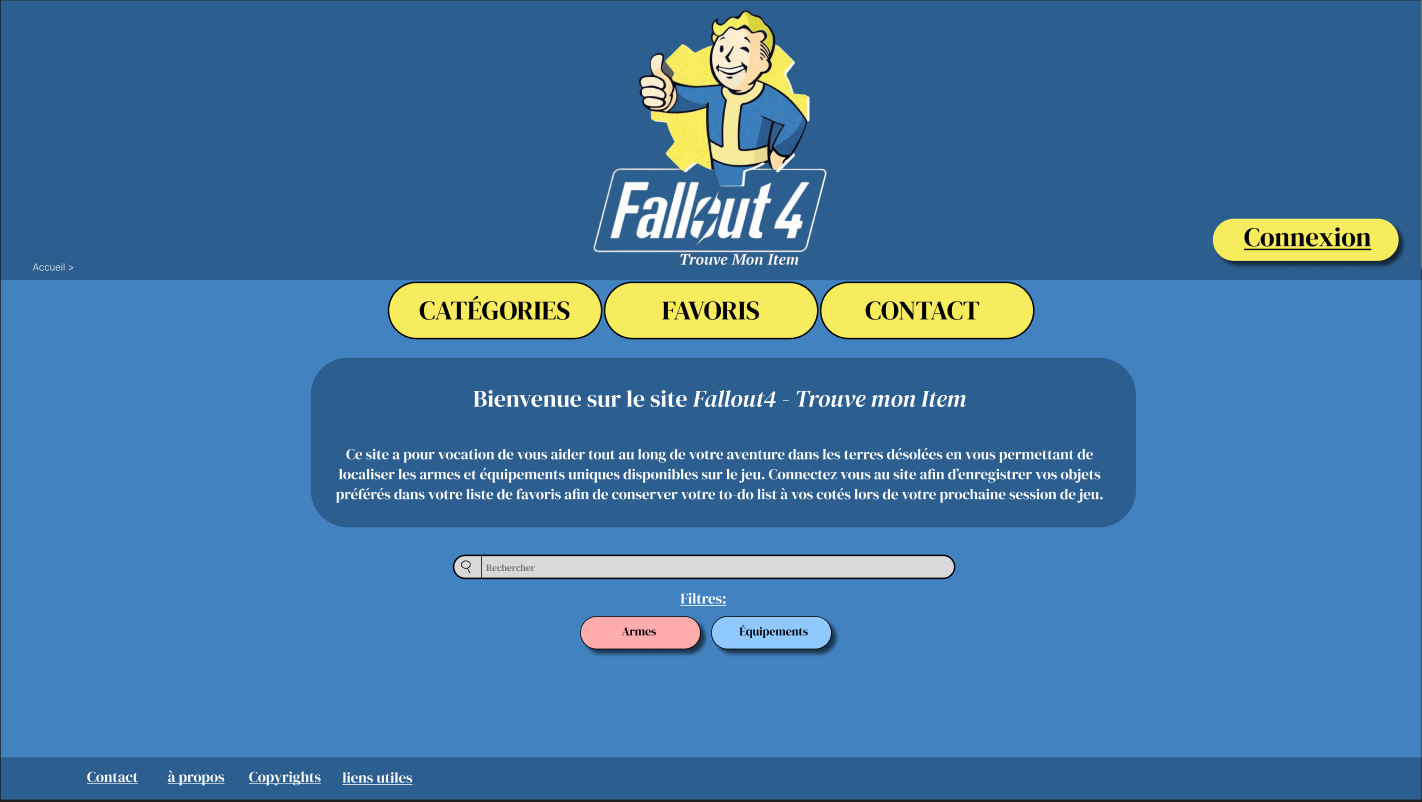 Fallout 4
Trouve Mon Item
Connexion
Accueil >
CATÉGORIES
FAVORIS
CONTACT
Bienvenue sur le site Fallout4 - Trouve mon Item
Ce site a pour vocation de vous aider tout au long de votre aventure dans les terres désolées en vous permettant de
localiser les armes et équipements uniques disponibles sur le jeu. Connectez vous au site afin d'enregistrer vos objets
préférés dans votre liste de favoris afin de conserver votre to-do list à vos cotés lors de votre prochaine session de jeu.
Rechercher
Filtres:
Armes
Équipements
Contact
à propos
Copyrights
liens utiles